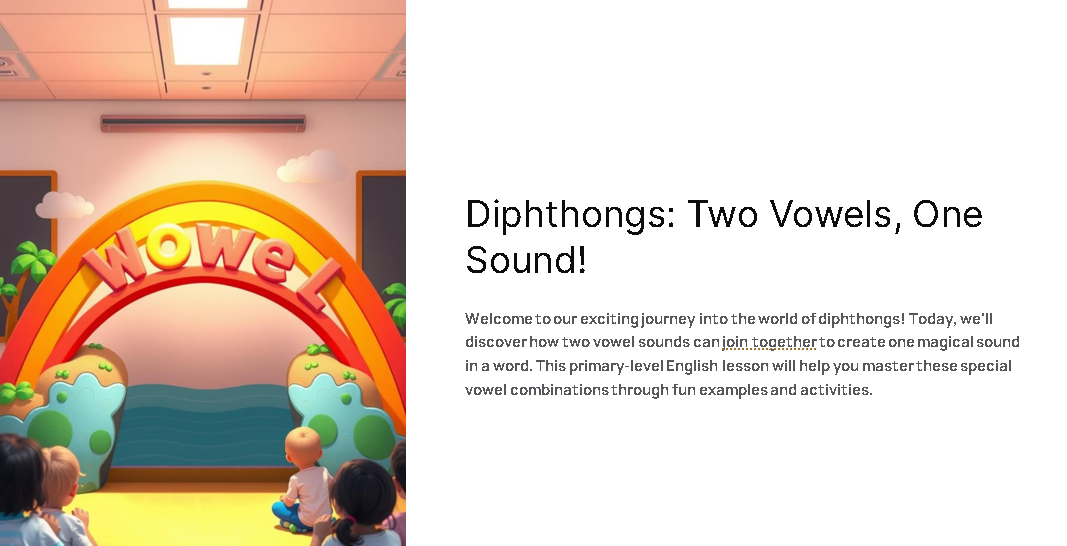 WoweL
Diphthongs: Two Vowels, One
Sound!
Welcome to our exciting journey into the world of diphthongs! Today, we'll
discover how two vowel sounds can join together to create one magical sound
in a word. This primary-level English lesson will help you master these special
vowel combinations through fun examples and activities.